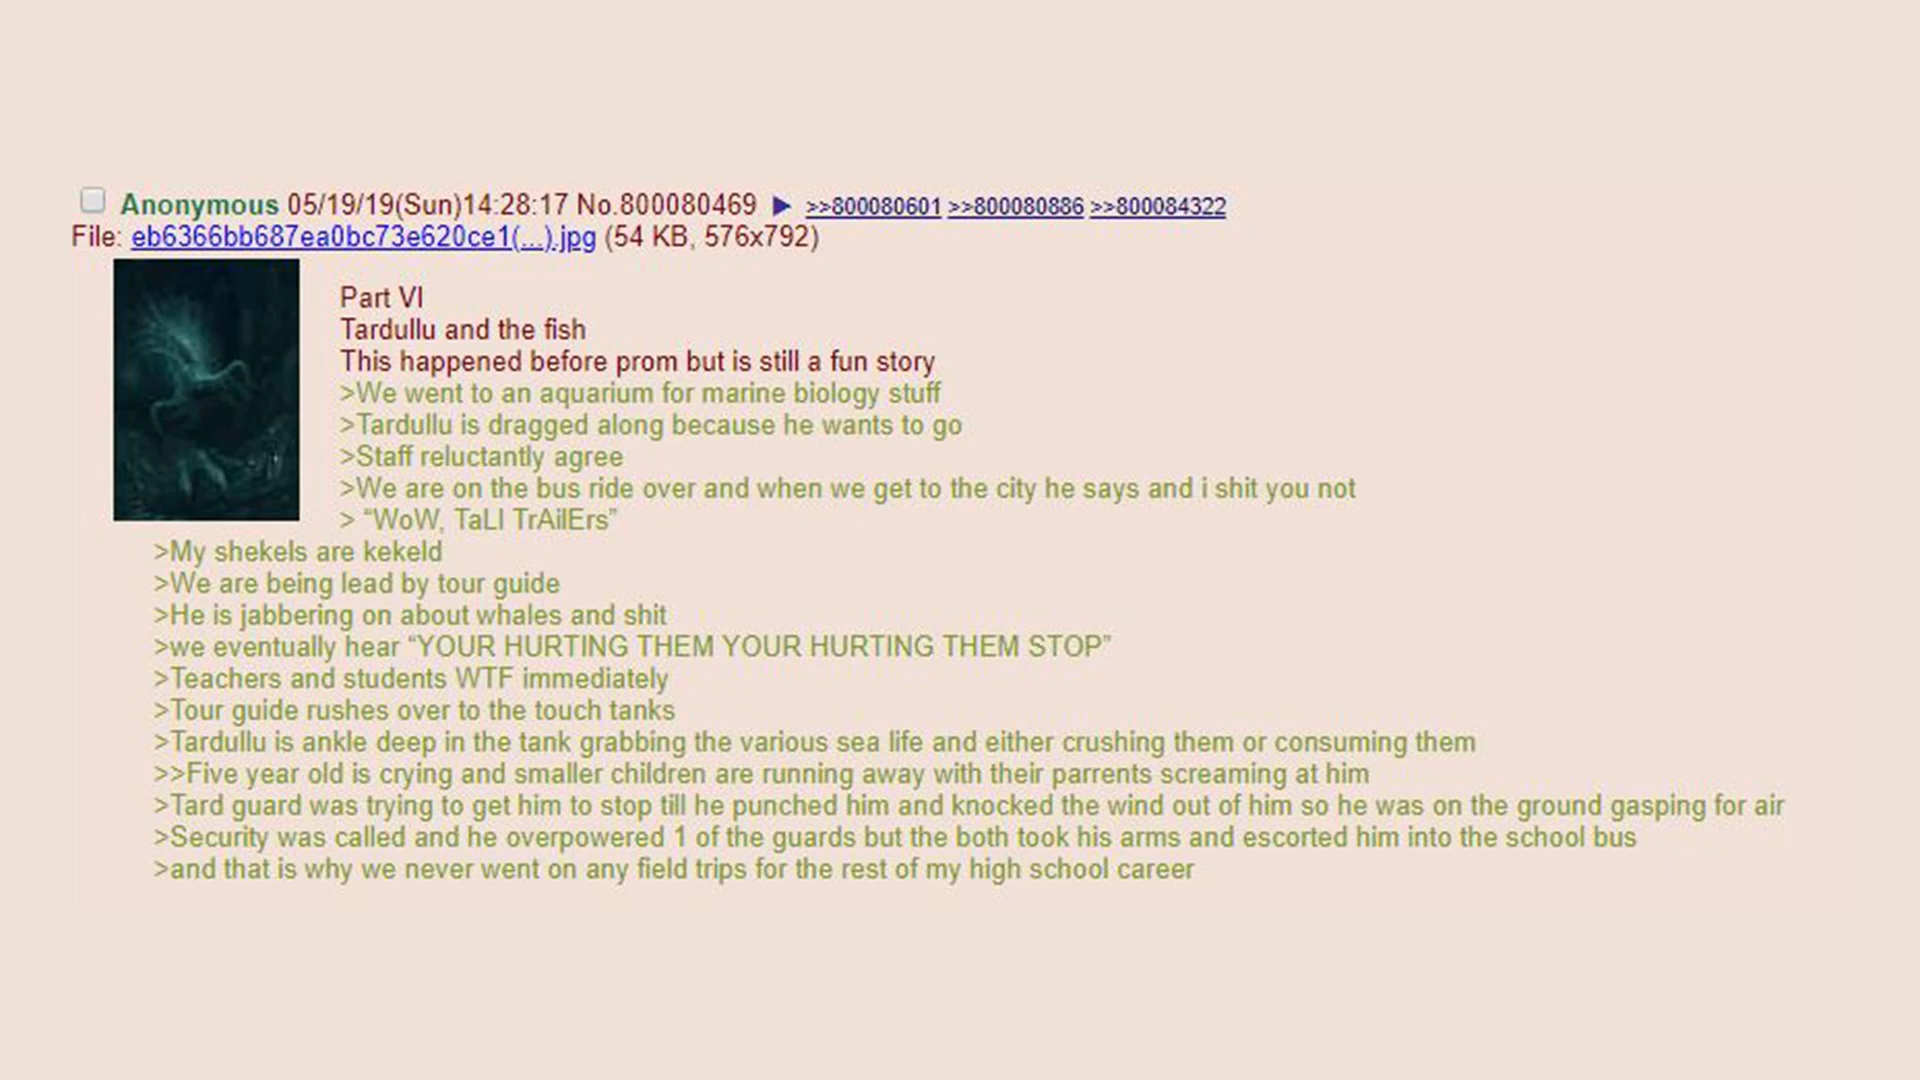 Anonymous 05/19/19(Sun)14:28:17 No.800080469 ▶ >>800080601 >>800080886 >>800084322
File: eb6366bb687ea0bc73e620ce1(...).jpg (54 KB, 576x792)
Part VI
Tardullu and the fish
This happened before prom but is still a fun story
>We went to an aquarium for marine biology stuff
>Tardullu is dragged along because he wants to go
>Staff reluctantly agree
>We are on the bus ride over and when we get to the city he says and i shit you not
> “WoW, TaLl TrAilErs”
>My shekels are kekeld
>We are being lead by tour guide
>He is jabbering on about whales and shit
>we eventually hear “YOUR HURTING THEM YOUR HURTING THEM STOP”
>Teachers and students WTF immediately
>Tour guide rushes over to the touch tanks
>Tardullu is ankle deep in the tank grabbing the various sea life and either crushing them or consuming them
>>Five year old is crying and smaller children are running away with their parrents screaming at him
>Tard guard was trying to get him to stop till he punched him and knocked the wind out of him so he was on the ground gasping for air
>Security was called and he overpowered 1 of the guards but the both took his arms and escorted him into the school bus
>and that is why we never went on any field trips for the rest of my high school career